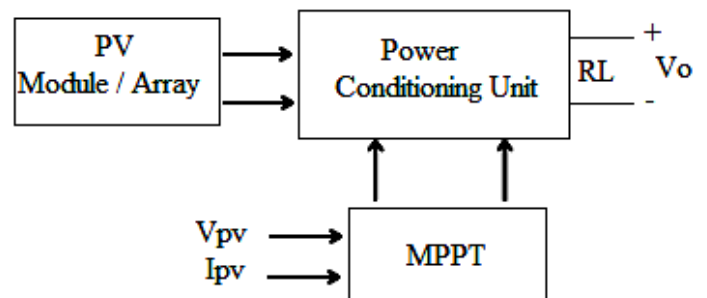 PV
Module / Array
Power
Conditioning Unit
+
RL
Vo
-
Vpv
Ipv
MPPT